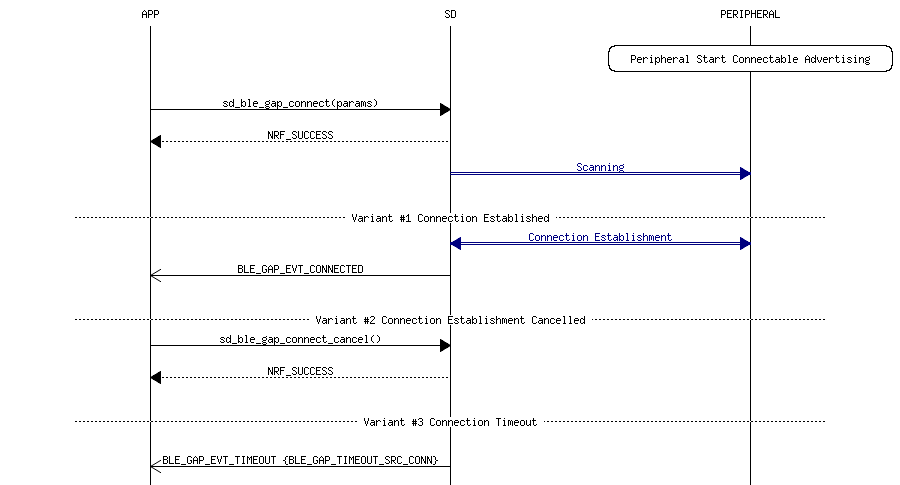 APP SD PERIPHERAL
Peripheral Start Connectable Advertising
sd_ble_gap_connect(params)
NRF_SUCCESS
Scanning
Variant #1 Connection Established
Connection Establishment
BLE_GAP_EVT_CONNECTED
Variant #2 Connection Establishment Cancelled
sd_ble_gap_connect_cancel()
NRF_SUCCESS
Variant #3 Connection Timeout
BLE_GAP_EVT_TIMEOUT {BLE_GAP_TIMEOUT_SRC_CONN}